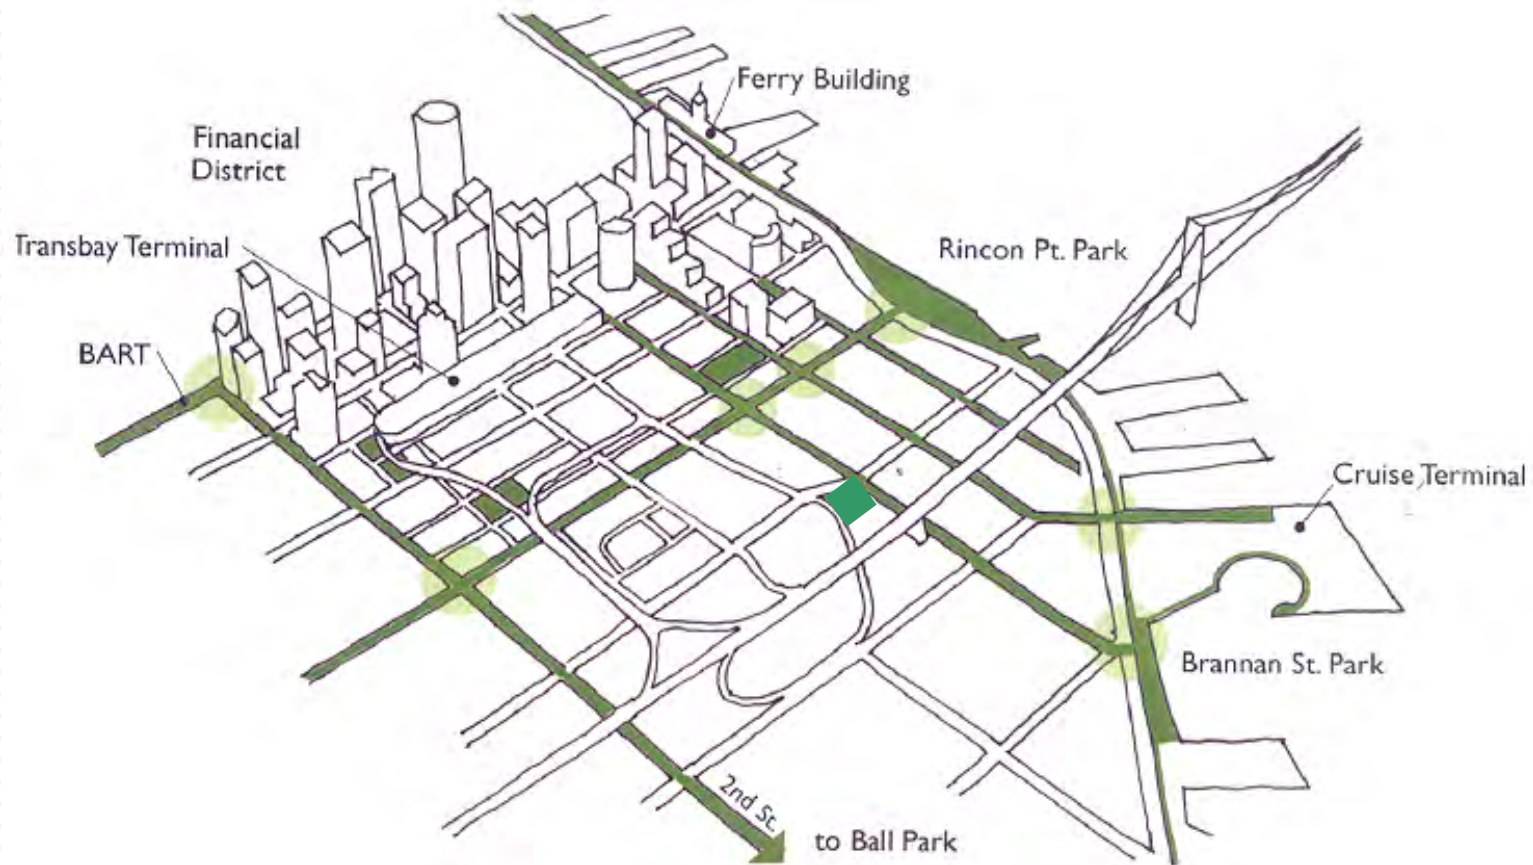 Ferry Building
Financial
District
Transbay Terminal
Rincon Pt. Park
BART
Cruise Terminal
Brannan St. Park
2nd St.
to Ball Park